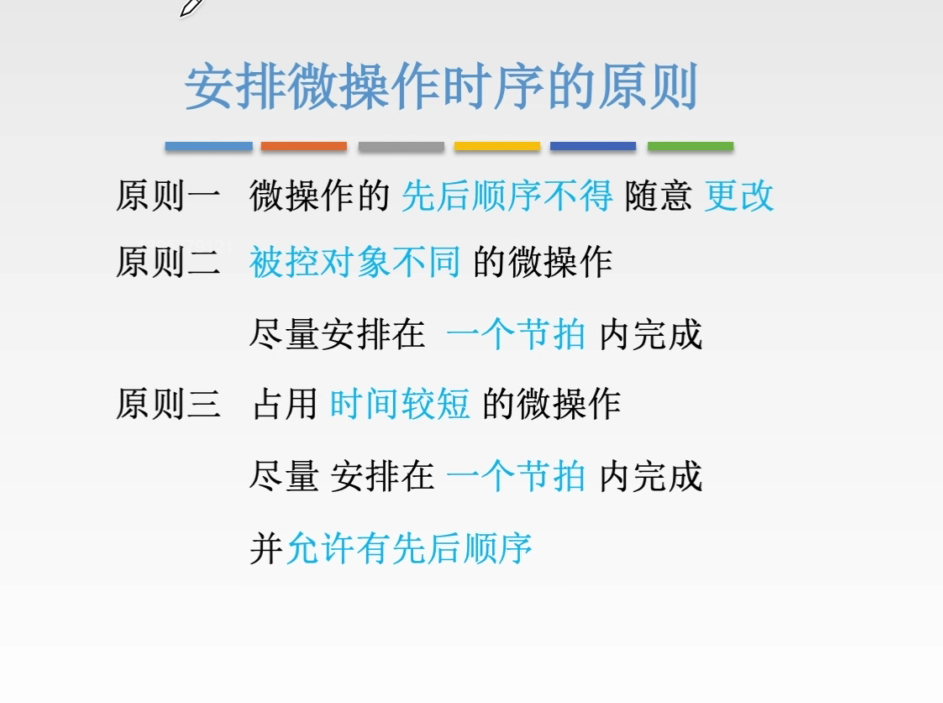 安排微操作时序的原则
原则一 微操作的 先后顺序不得 随意 更改
原则二 被控对象不同 的微操作
尽量安排在 一个节拍 内完成
原则三 占用 时间较短 的微操作
尽量 安排在 一个节拍 内完成
并允许有先后顺序